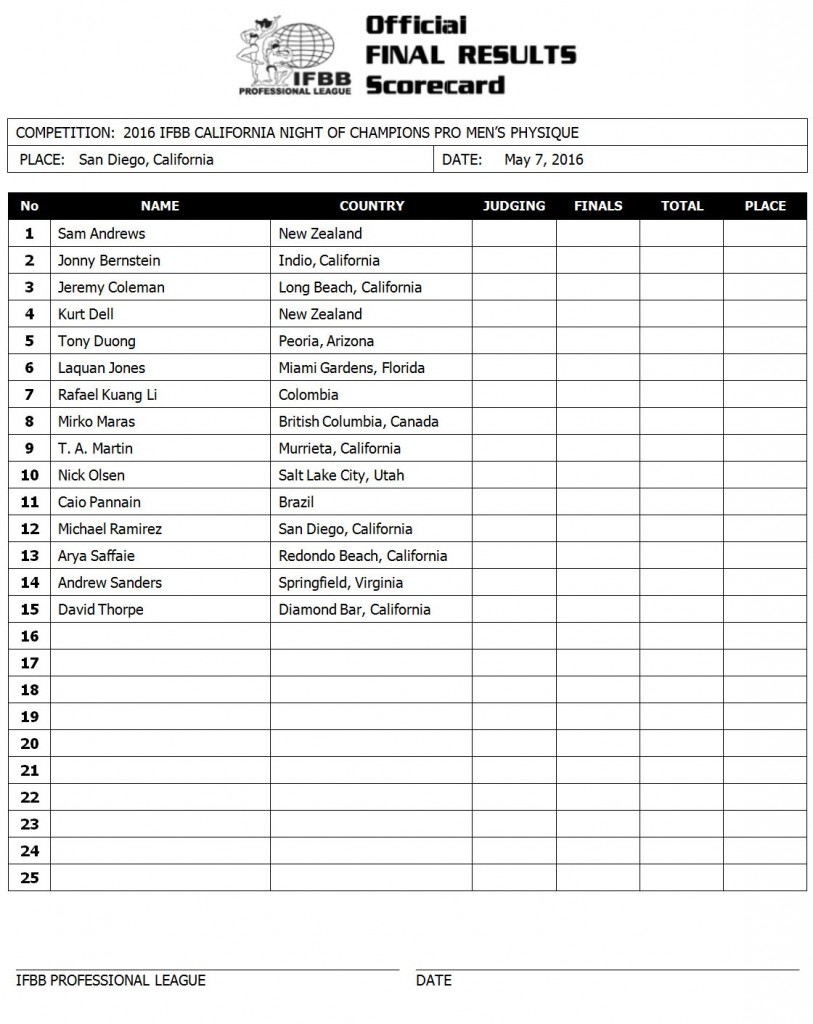 Official
FINAL RESULTS
Scorecard
IFBB
PROFESSIONAL LEAGUE
COMPETITION: 2016 IFBB CALIFORNIA NIGHT OF CHAMPIONS PRO MEN'S PHYSIQUE
PLACE: San Diego, California DATE: May 7, 2016
No NAME COUNTRY JUDGING FINALS TOTAL PLACE
1 Sam Andrews New Zealand
2 Jonny Bernstein Indio, California
3 Jeremy Coleman Long Beach, California
4 Kurt Dell New Zealand
5 Tony Duong Peoria, Arizona
6 Laquan Jones Miami Gardens, Florida
7 Rafael Kuang Li Colombia
8 Mirko Maras British Columbia, Canada
9 T. A. Martin Murrieta, California
10 Nick Olsen Salt Lake City, Utah
11 Caio Pannain Brazil
12 Michael Ramirez San Diego, California
13 Arya Saffaie Redondo Beach, California
14 Andrew Sanders Springfield, Virginia
15 David Thorpe Diamond Bar, California
16
17
18
19
20
21
22
23
24
25
IFBB PROFESSIONAL LEAGUE DATE